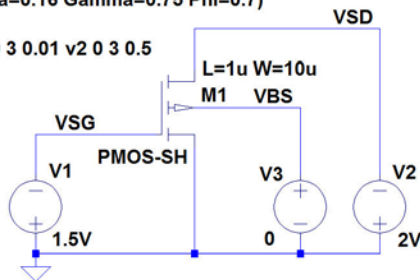 a=0.16 Gamma=0.75 Phi=0.7)
VSD
3 0.01 v2 0 3 0.5
L=1u W=10u
M1
VBS
VSG
PMOS-SH
V1
V3
V2
1.5V
0
2V